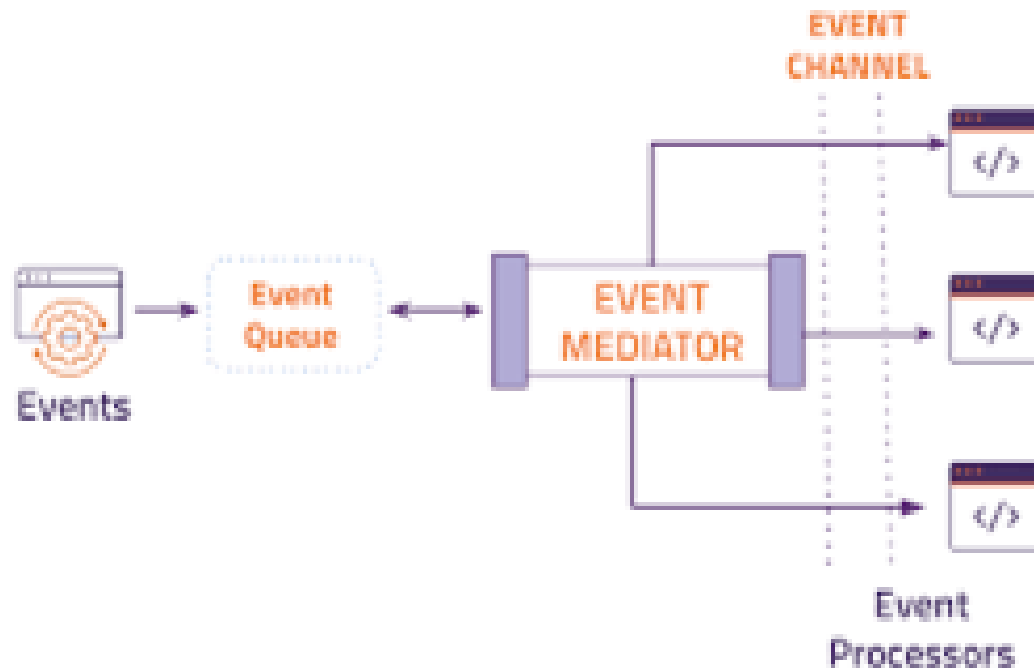 EVENT
CHANNEL
</>
Event
Queue
EVENT
MEDIATOR
</>
Events
</>
Event
Processors